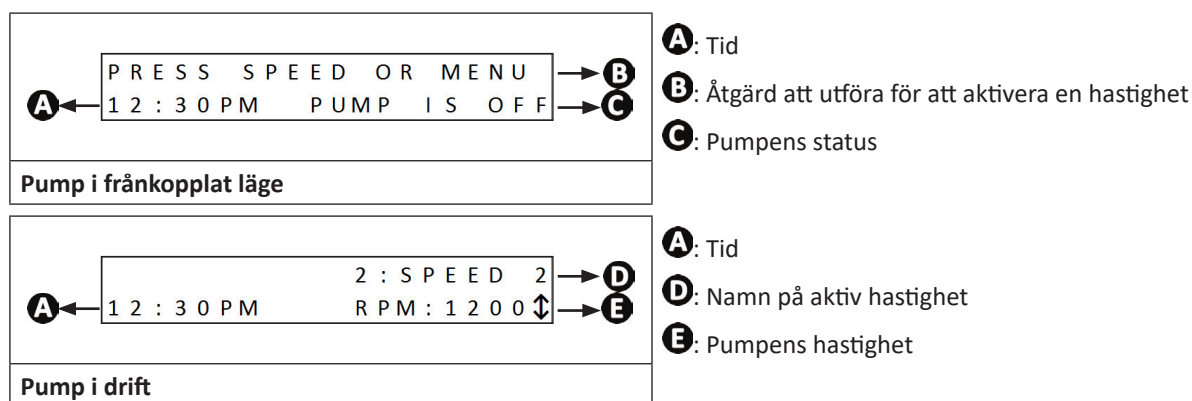 PRESS SPEED OR MENU
B
A
12:30PM PUMP IS OFF
C
Pump i frånkopplat läge
A: Tid
B: Åtgärd att utföra för att aktivera en hastighet
C: Pumpens status
2:SPEED 2
D
A
12:30PM RPM:1200↕
E
Pump i drift
A: Tid
D: Namn på aktiv hastighet
E: Pumpens hastighet